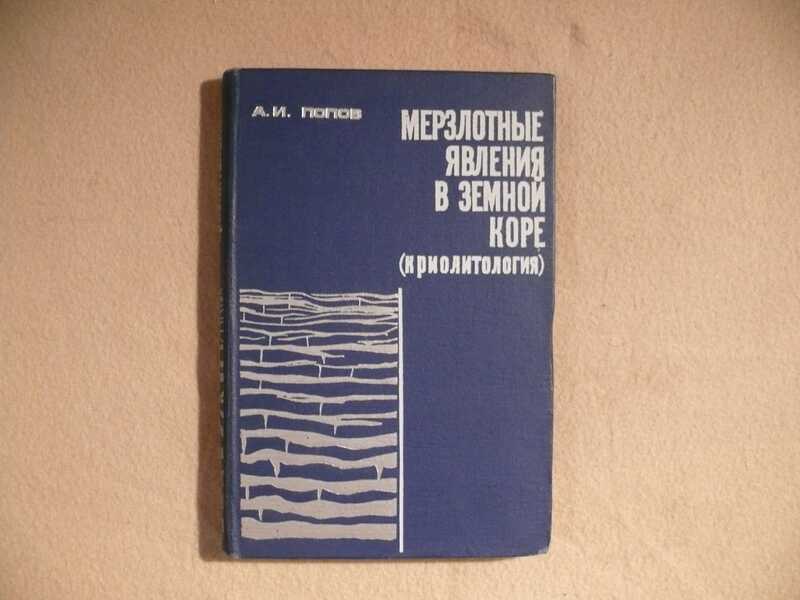 А.И. ПОПОВ
МЕРЗЛОТНЫЕ
ЯВЛЕНИЯ
В ЗЕМНОЙ
КОРЕ
(криолитология)